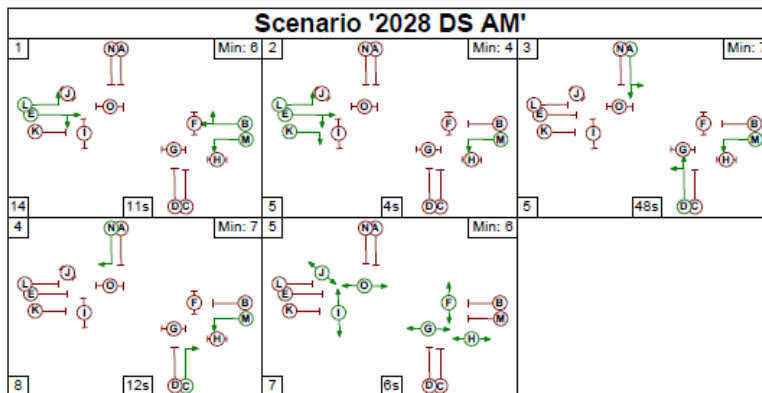 Scenario '2028 DS AM'
1 N A Min: 6
L J
E O
K I
F B
M
G H
14 11s D C
2 N A Min: 4
L J
E O
K I
F B
M
G H
5 4s D C
3 N A Min: 7
L J
E O
K I
F B
M
G H
5 48s D C
4 N A Min: 7
L J
E O
K I
F B
M
G H
8 12s D C
5 N A Min: 6
L J
E O
K I
F B
M
G H
7 6s D C